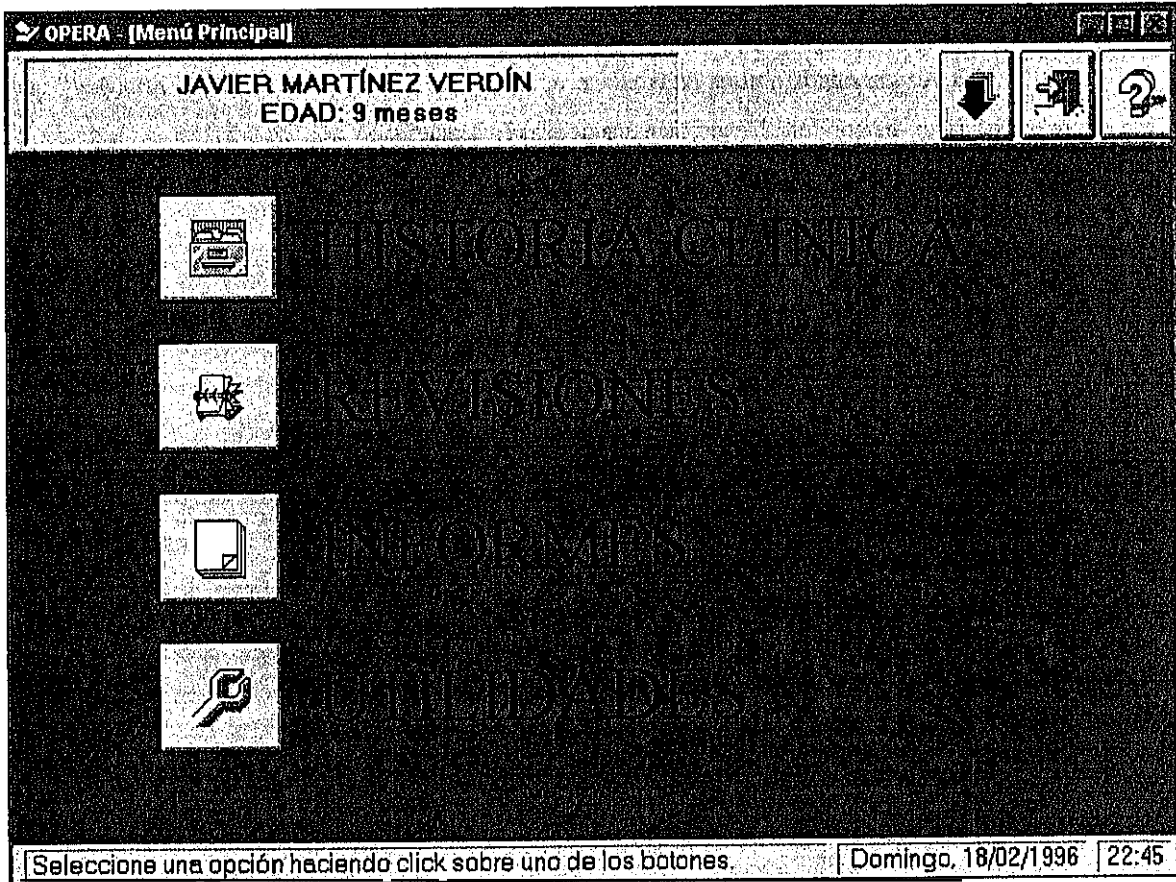 OPERA - [Menú Principal]
JAVIER MARTÍNEZ VERDÍN
EDAD: 9 meses
HISTORIA CLINICA
REVISIONES
INFORMES
UTILIDADES
Seleccione una opción haciendo click sobre uno de los botones.
Domingo, 18/02/1996
22:45